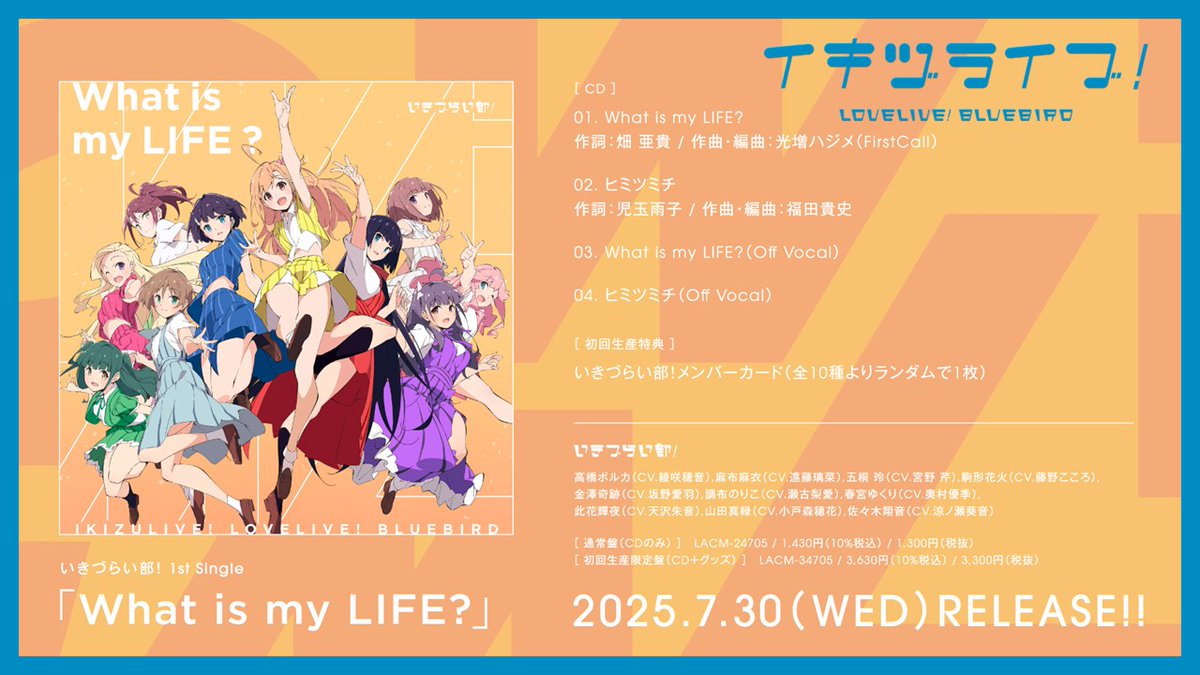 What is
my LIFE ?
いきづらい部!
IKIZULIVE! LOVELIVE! BLUEBIRD
いきづらい部! 1st Single
「What is my LIFE?」
イキヅライブ!
LOVELIVE! BLUEBIRD
[ CD ]
01. What is my LIFE?
作詞:畑 亜貴 / 作曲・編曲:光増ハジメ(FirstCall)
02. ヒミツミチ
作詞:児玉雨子 / 作曲・編曲:福田貴史
03. What is my LIFE?(Off Vocal)
04. ヒミツミチ(Off Vocal)
[ 初回生産特典 ]
いきづらい部!メンバーカード(全10種よりランダムで1枚)
いきづらい部!
高橋ポルカ(CV.綾咲穂音),麻布麻衣(CV.遠藤璃菜),五桐 玲(CV.宮野 芹),駒形花火(CV.藤野こころ),
金澤奇跡(CV.坂野愛羽),調布のりこ(CV.瀬古梨愛),春宮ゆくり(CV.奥村優季),
此花輝夜(CV.天沢朱音),山田真緑(CV.小戸森穂花),佐々木翔音(CV.涼ノ瀬葵音)
[ 通常盤(CDのみ) ] LACM-24705 / 1,430円(10%税込) / 1,300円(税抜)
[ 初回生産限定盤(CD+グッズ) ] LACM-34705 / 3,630円(10%税込) / 3,300円(税抜)
2025.7.30(WED)RELEASE!!